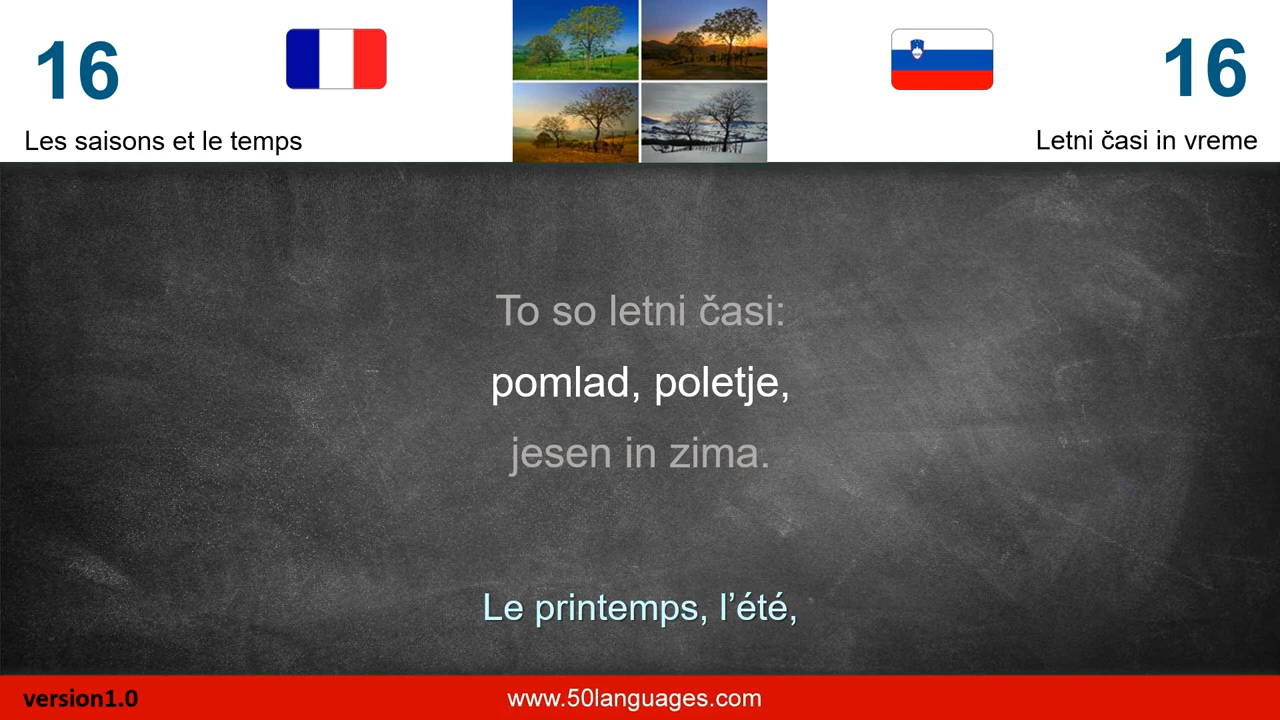 16
16
Les saisons et le temps
Letni časi in vreme
To so letni časi:
pomlad, poletje,
jesen in zima.
Le printemps, l’été,
version1.0
www.50languages.com